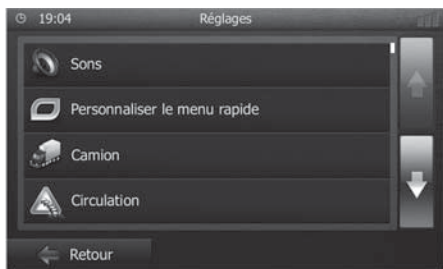 19:04 Réglages
Sons
Personnaliser le menu rapide
Camion
Circulation
Retour